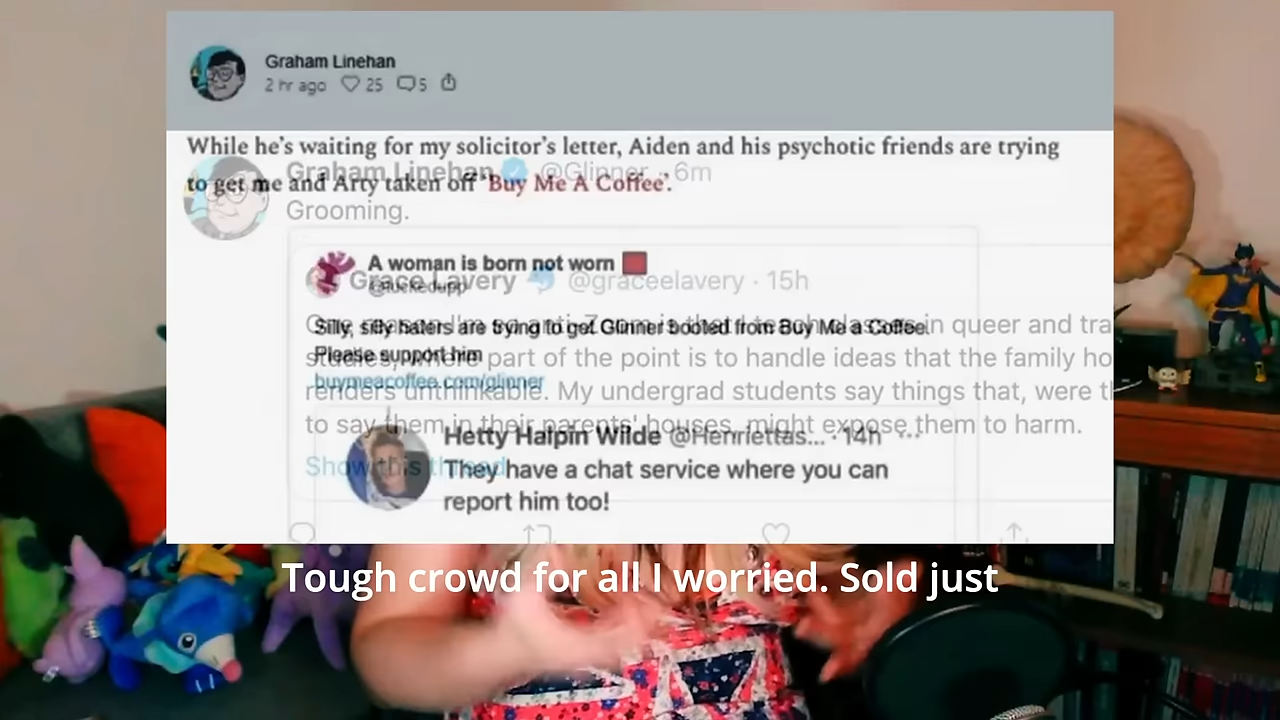 Graham Linehan
2 hr ago 25 5
While he's waiting for my solicitor's letter, Aiden and his psychotic friends are trying
to get me and Arty taken off 'Buy Me A Coffee'.
Graham Linehan @Glinner · 6m
Grooming.
A woman is born not worn
Grace Lavery @graceelavery · 15h
Silly, silly haters are trying to get Glinner booted from Buy Me a Coffee.
in queer and tra
Please support him
part of the point is to handle ideas that the family ho
buymeacoffee.com/glinner
renders unthinkable. My undergrad students say things that, were th
to say them in their parents' houses, might expose them to harm.
Hetty Halpin Wilde @Henriettas... · 14h ...
Show this thread
They have a chat service where you can
report him too!
Tough crowd for all I worried. Sold just